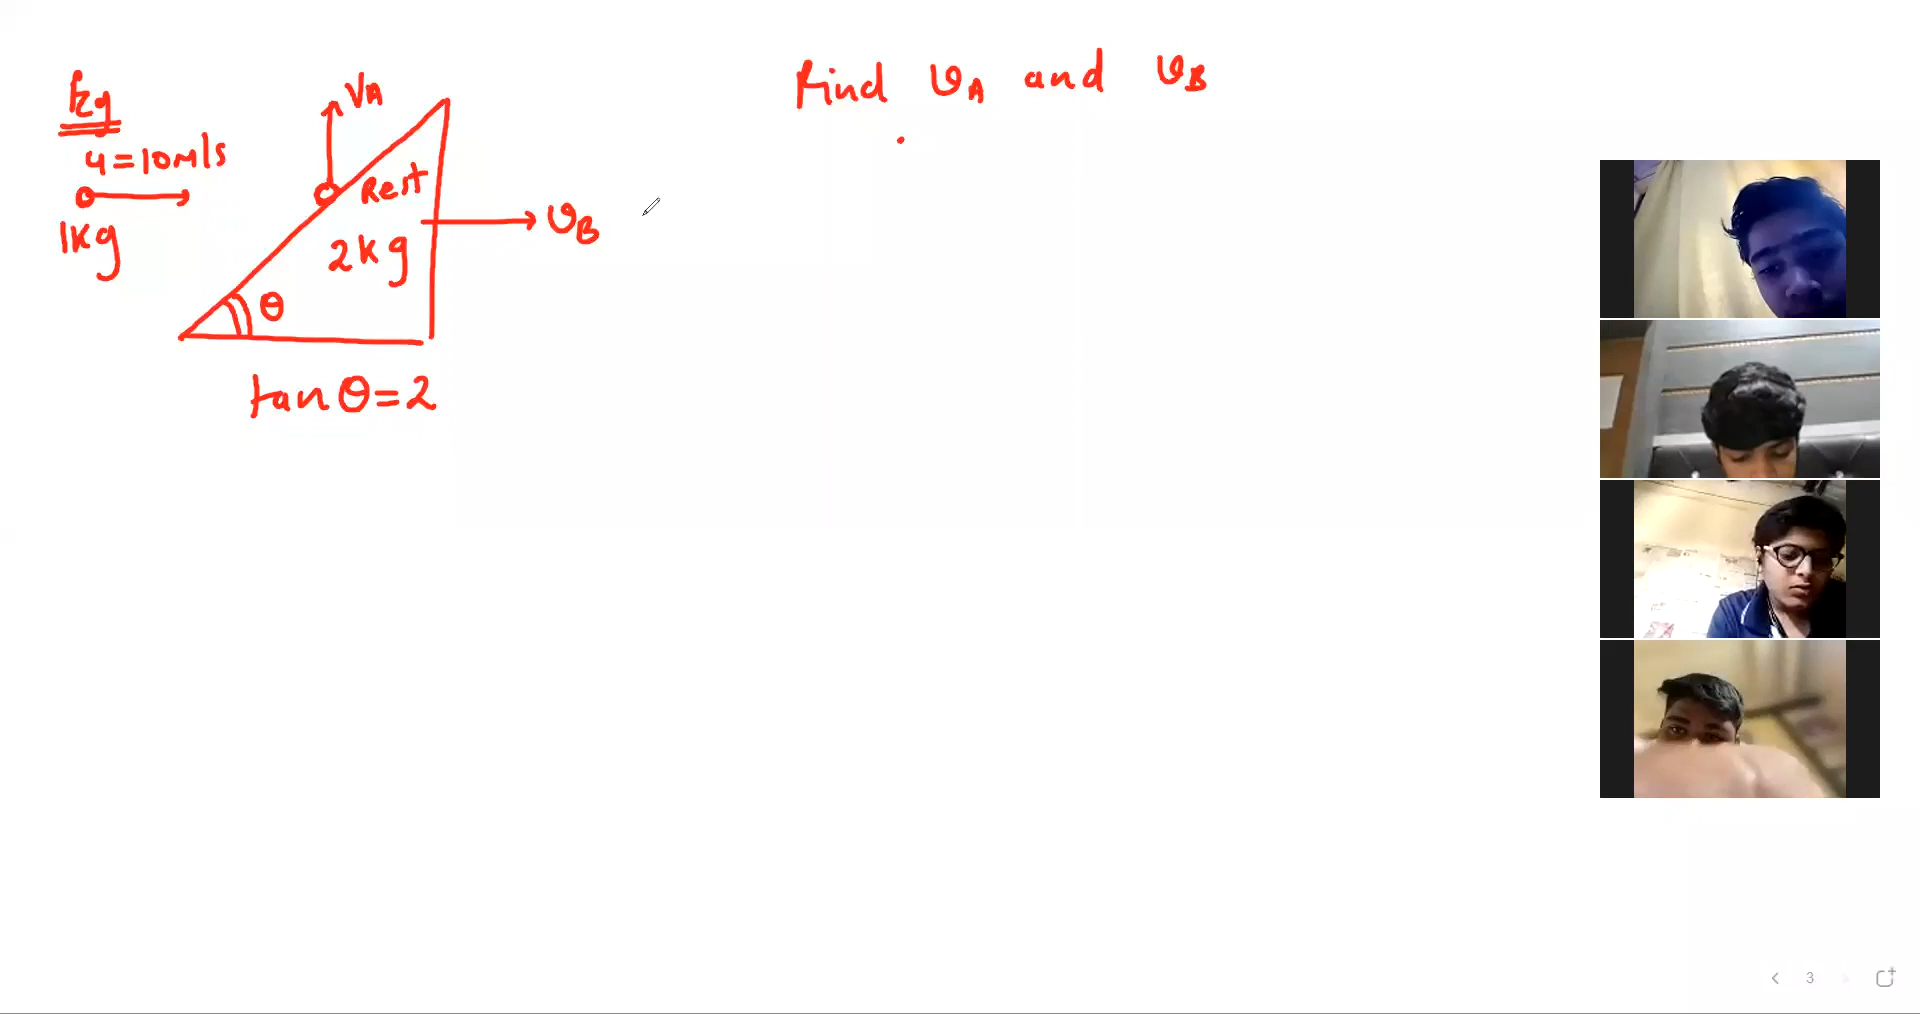 Eg
u=10m/s
1kg
VA
Rest
2kg
vB
θ
tanθ=2
Find vA and vB
3